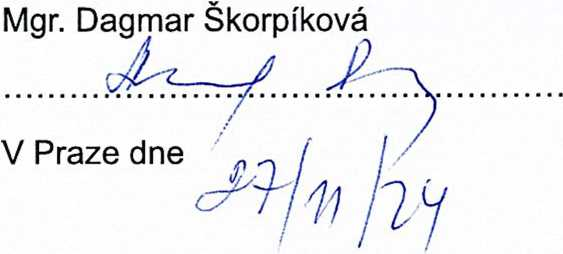 Mgr. Dagmar Škorpíková
V Praze dne 27/11/24